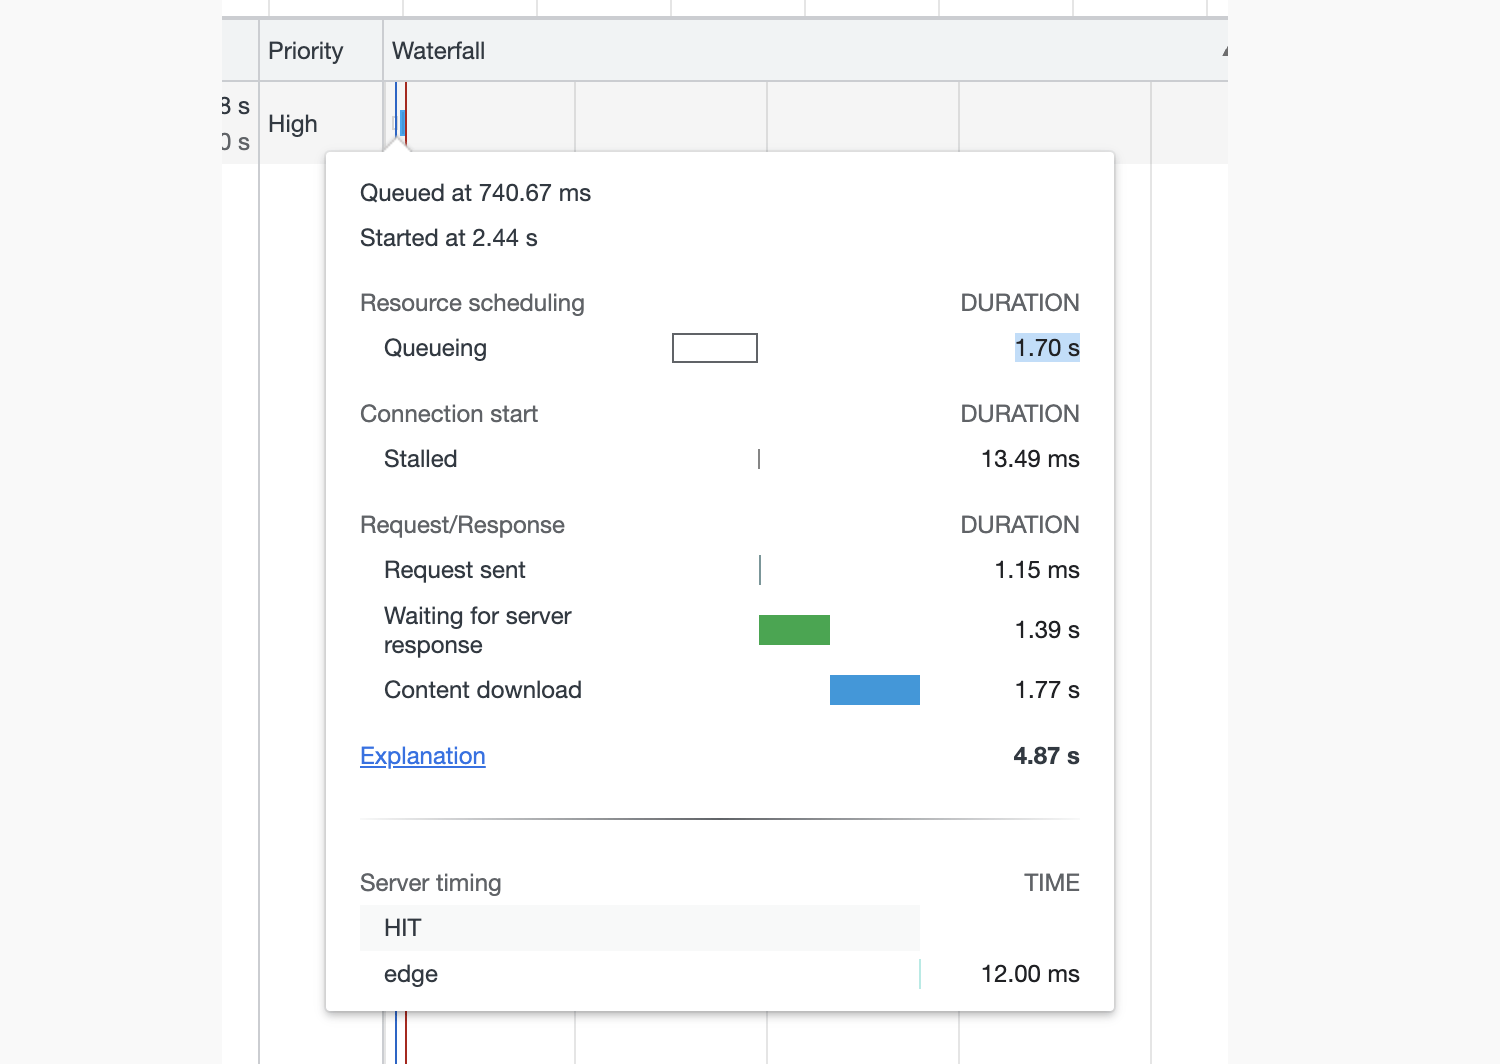 Priority Waterfall
8 s
High
0 s
Queued at 740.67 ms
Started at 2.44 s
Resource scheduling DURATION
Queueing 1.70 s
Connection start DURATION
Stalled 13.49 ms
Request/Response DURATION
Request sent 1.15 ms
Waiting for server
response 1.39 s
Content download 1.77 s
Explanation 4.87 s
Server timing TIME
HIT
edge 12.00 ms